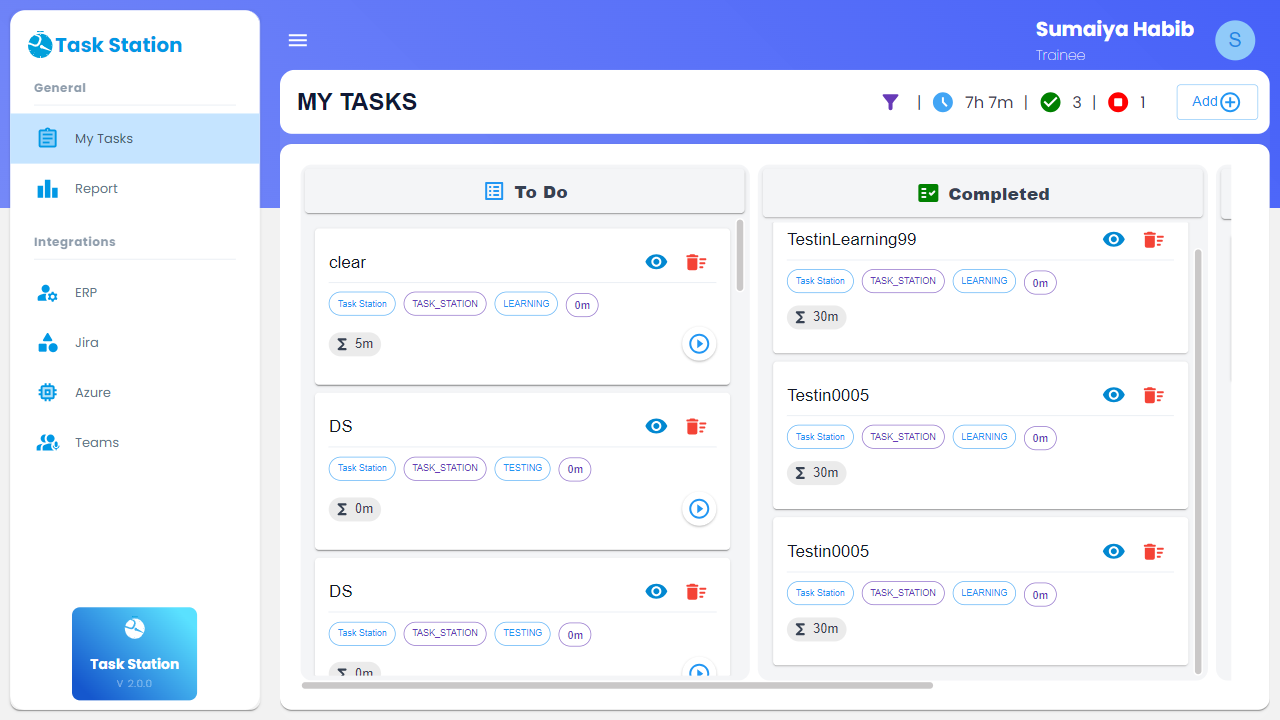 Task Station
General
My Tasks
Report
Integrations
ERP
Jira
Azure
Teams
Task Station
V 2.0.0
Sumaiya Habib
Trainee
S
MY TASKS
| 7h 7m | 3 | 1
Add
To Do
clear
Task Station TASK_STATION LEARNING 0m
5m
DS
Task Station TASK_STATION TESTING 0m
0m
DS
Task Station TASK_STATION TESTING 0m
0m
Completed
TestinLearning99
Task Station TASK_STATION LEARNING 0m
30m
Testin0005
Task Station TASK_STATION LEARNING 0m
30m
Testin0005
Task Station TASK_STATION LEARNING 0m
30m